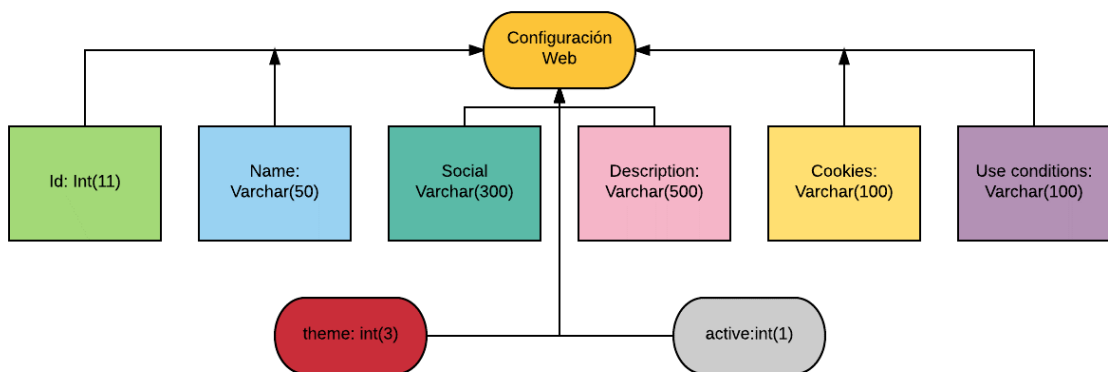 Configuración
Web
Id: Int(11)
Name:
Varchar(50)
Social
Varchar(300)
Description:
Varchar(500)
Cookies:
Varchar(100)
Use conditions:
Varchar(100)
theme: int(3)
active:int(1)